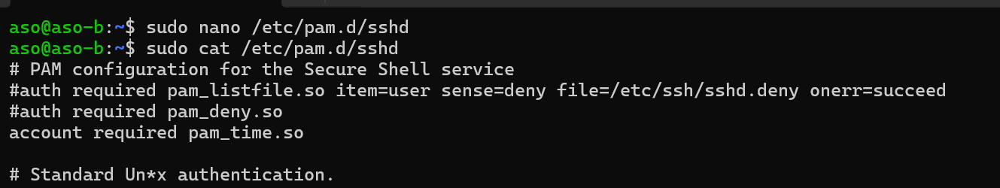 aso@aso-b:~$ sudo nano /etc/pam.d/sshd
aso@aso-b:~$ sudo cat /etc/pam.d/sshd
# PAM configuration for the Secure Shell service
#auth required pam_listfile.so item=user sense=deny file=/etc/ssh/sshd.deny onerr=succeed
#auth required pam_deny.so
account required pam_time.so
# Standard Un*x authentication.